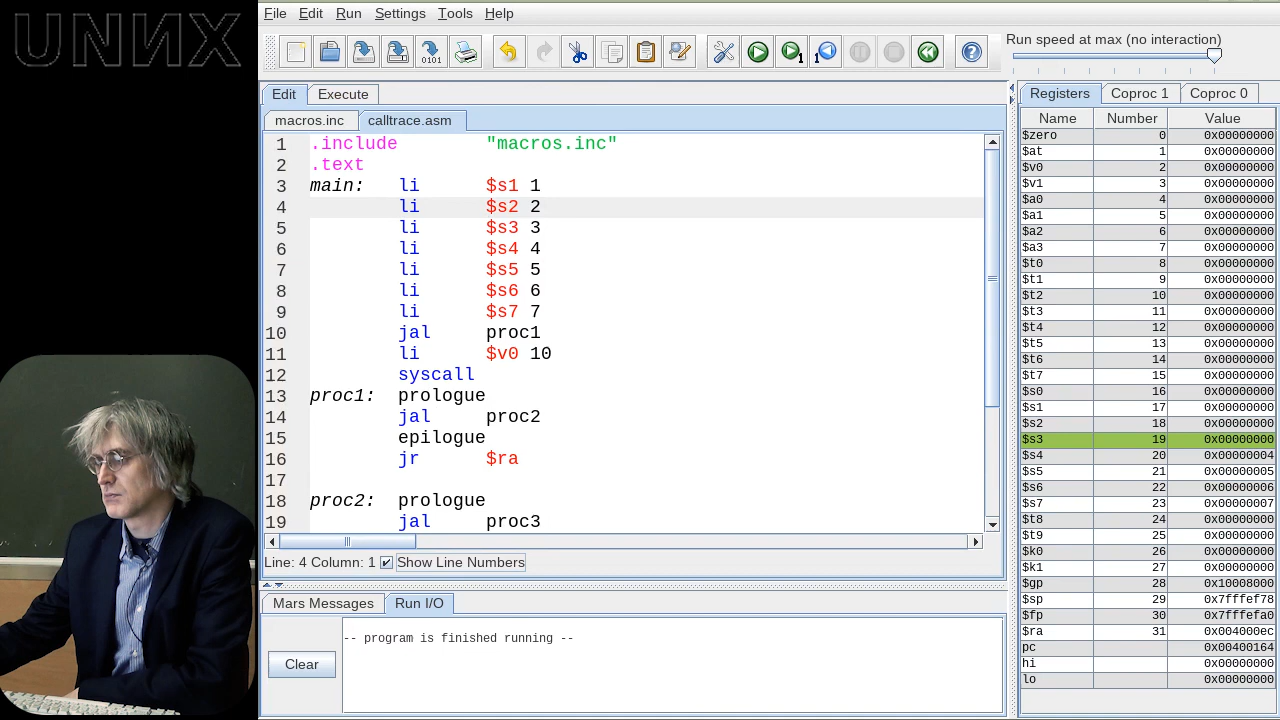 UNИX
File Edit Run Settings Tools Help
Run speed at max (no interaction)
0101
1
1
?
Edit Execute
Registers Coproc 1 Coproc 0
macros.inc calltrace.asm
Name Number Value
1 .include "macros.inc"
2 .text
3 main: li $s1 1
4 li $s2 2
5 li $s3 3
6 li $s4 4
7 li $s5 5
8 li $s6 6
9 li $s7 7
10 jal proc1
11 li $v0 10
12 syscall
13 proc1: prologue
14 jal proc2
15 epilogue
16 jr $ra
17
18 proc2: prologue
19 jal proc3
$zero 0 0x00000000
$at 1 0x00000000
$v0 2 0x00000000
$v1 3 0x00000000
$a0 4 0x00000000
$a1 5 0x00000000
$a2 6 0x00000000
$a3 7 0x00000000
$t0 8 0x00000000
$t1 9 0x00000000
$t2 10 0x00000000
$t3 11 0x00000000
$t4 12 0x00000000
$t5 13 0x00000000
$t6 14 0x00000000
$t7 15 0x00000000
$s0 16 0x00000000
$s1 17 0x00000000
$s2 18 0x00000000
$s3 19 0x00000000
$s4 20 0x00000004
$s5 21 0x00000005
$s6 22 0x00000006
$s7 23 0x00000007
$t8 24 0x00000000
$t9 25 0x00000000
$k0 26 0x00000000
$k1 27 0x00000000
$gp 28 0x10008000
$sp 29 0x7fffef78
$fp 30 0x7fffefa0
$ra 31 0x004000ec
pc 0x00400164
hi 0x00000000
lo 0x00000000
Line: 4 Column: 1 Show Line Numbers
Mars Messages Run I/O
-- program is finished running --
Clear